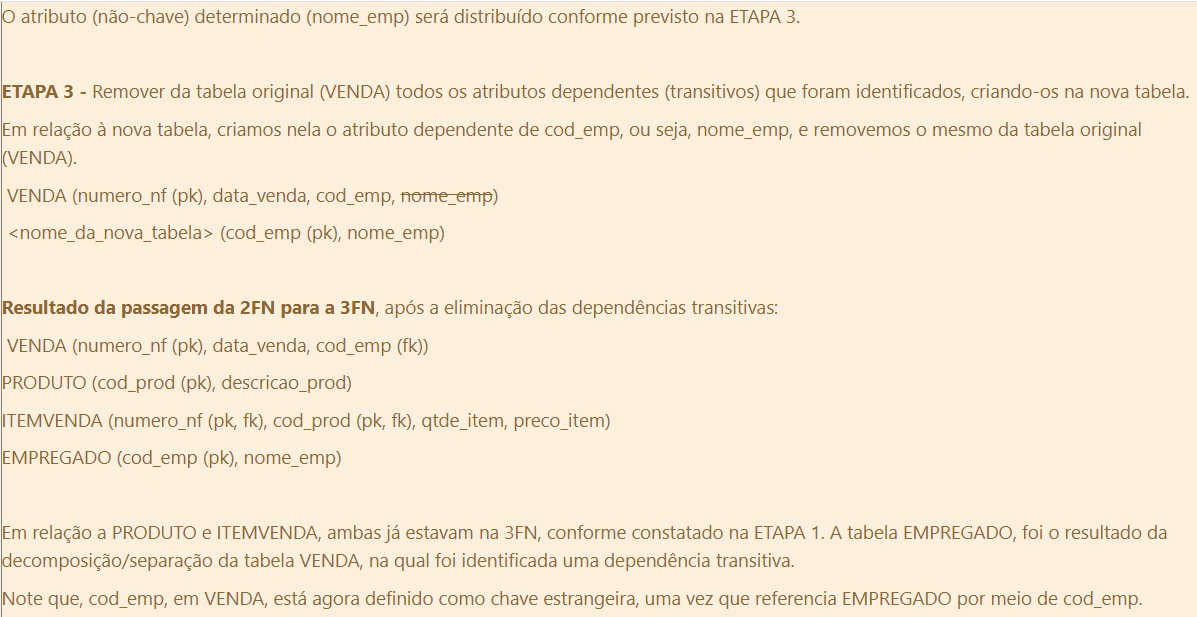 O atributo (não-chave) determinado (nome_emp) será distribuído conforme previsto na ETAPA 3.
ETAPA 3 - Remover da tabela original (VENDA) todos os atributos dependentes (transitivos) que foram identificados, criando-os na nova tabela.
Em relação à nova tabela, criamos nela o atributo dependente de cod_emp, ou seja, nome_emp, e removemos o mesmo da tabela original
(VENDA).
VENDA (numero_nf (pk), data_venda, cod_emp, nome_emp)
<nome_da_nova_tabela> (cod_emp (pk), nome_emp)
Resultado da passagem da 2FN para a 3FN, após a eliminação das dependências transitivas:
VENDA (numero_nf (pk), data_venda, cod_emp (fk))
PRODUTO (cod_prod (pk), descricao_prod)
ITEMVENDA (numero_nf (pk, fk), cod_prod (pk, fk), qtde_item, preco_item)
EMPREGADO (cod_emp (pk), nome_emp)
Em relação a PRODUTO e ITEMVENDA, ambas já estavam na 3FN, conforme constatado na ETAPA 1. A tabela EMPREGADO, foi o resultado da
decomposição/separação da tabela VENDA, na qual foi identificada uma dependência transitiva.
Note que, cod_emp, em VENDA, está agora definido como chave estrangeira, uma vez que referencia EMPREGADO por meio de cod_emp.